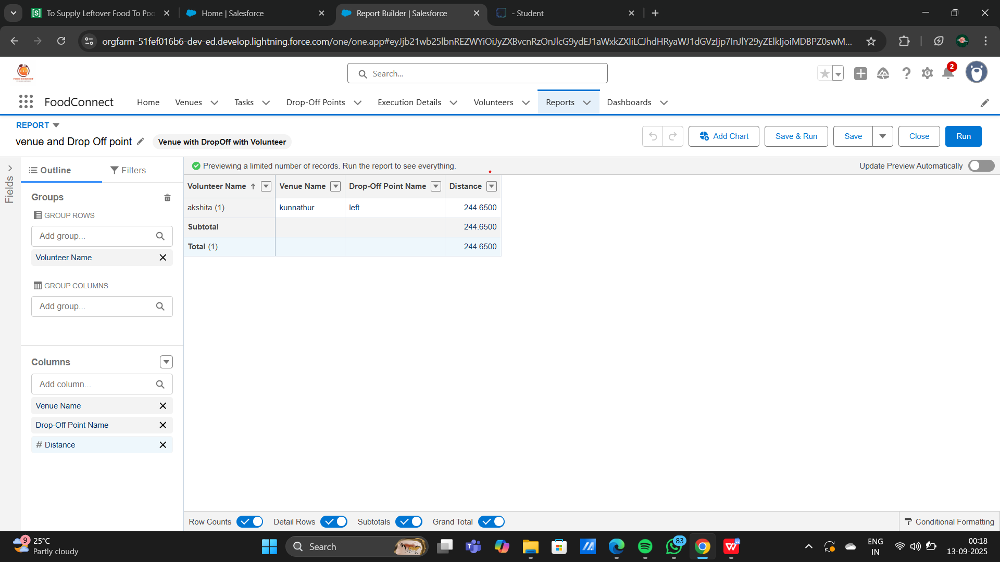 To Supply Leftover Food To Poo
Home | Salesforce
Report Builder | Salesforce
- Student
orgfarm-51fef016b6-dev-ed.develop.lightning.force.com/one/one.app#eyJjb21wb25lbnREZWYiOiJyZXBvcnRzOnJlcG9ydEJ1aWxkZXIiLCJhdHRyaWJ1dGVzIjp7InJlY29yZElkIjoiMDBPZ0swM...
FOOD CONNECT
Search...
2
FoodConnect
Home
Venues
Tasks
Drop-Off Points
Execution Details
Volunteers
Reports
Dashboards
REPORT
venue and Drop Off point
Venue with DropOff with Volunteer
Add Chart
Save & Run
Save
Close
Run
Fields
Outline
Filters
Previewing a limited number of records. Run the report to see everything.
Update Preview Automatically
Groups
GROUP ROWS
Add group...
Volunteer Name
GROUP COLUMNS
Add group...
Columns
Add column...
Venue Name
Drop-Off Point Name
# Distance
Volunteer Name Venue Name Drop-Off Point Name Distance
akshita (1) kunnathur left 244.6500
Subtotal 244.6500
Total (1) 244.6500
Row Counts
Detail Rows
Subtotals
Grand Total
Conditional Formatting
9
25°C
Partly cloudy
Search
83
ENG
IN
00:18
13-09-2025